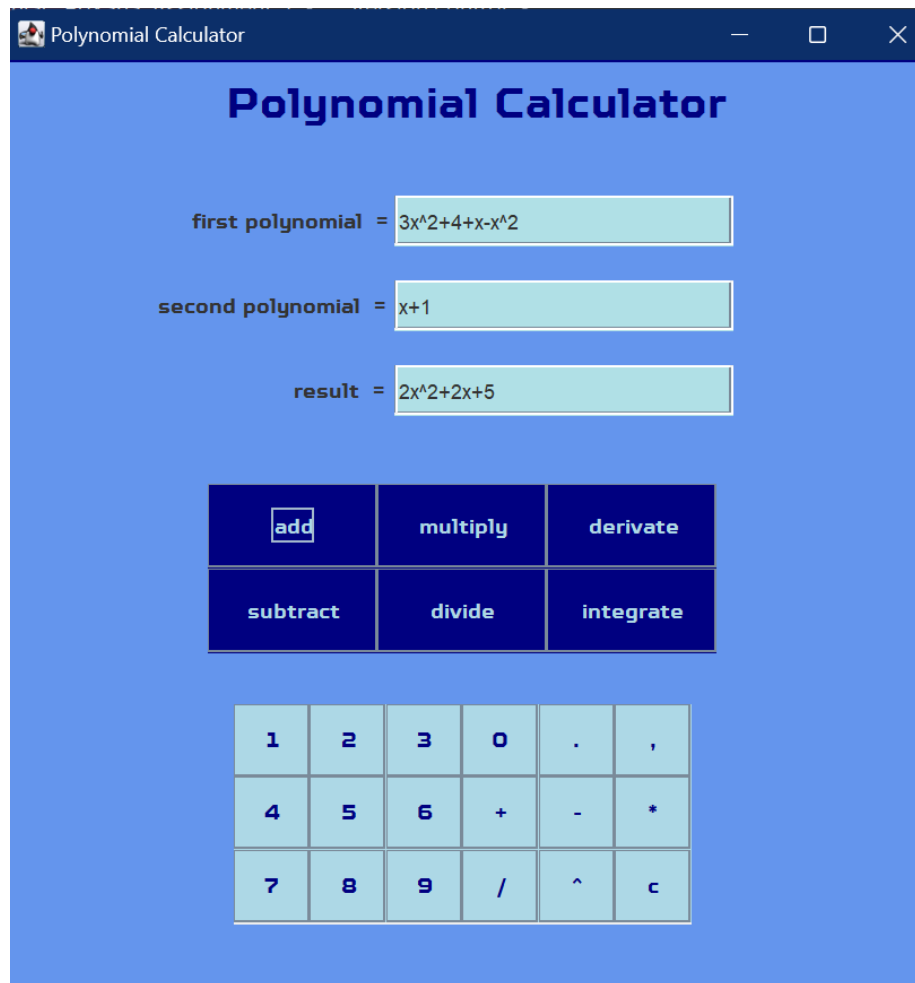 Polynomial Calculator
Polynomial Calculator
first polynomial = 3x^2+4+x-x^2
second polynomial = x+1
result = 2x^2+2x+5
add multiply derivate
subtract divide integrate
1 2 3 0 . ,
4 5 6 + - *
7 8 9 / ^ c